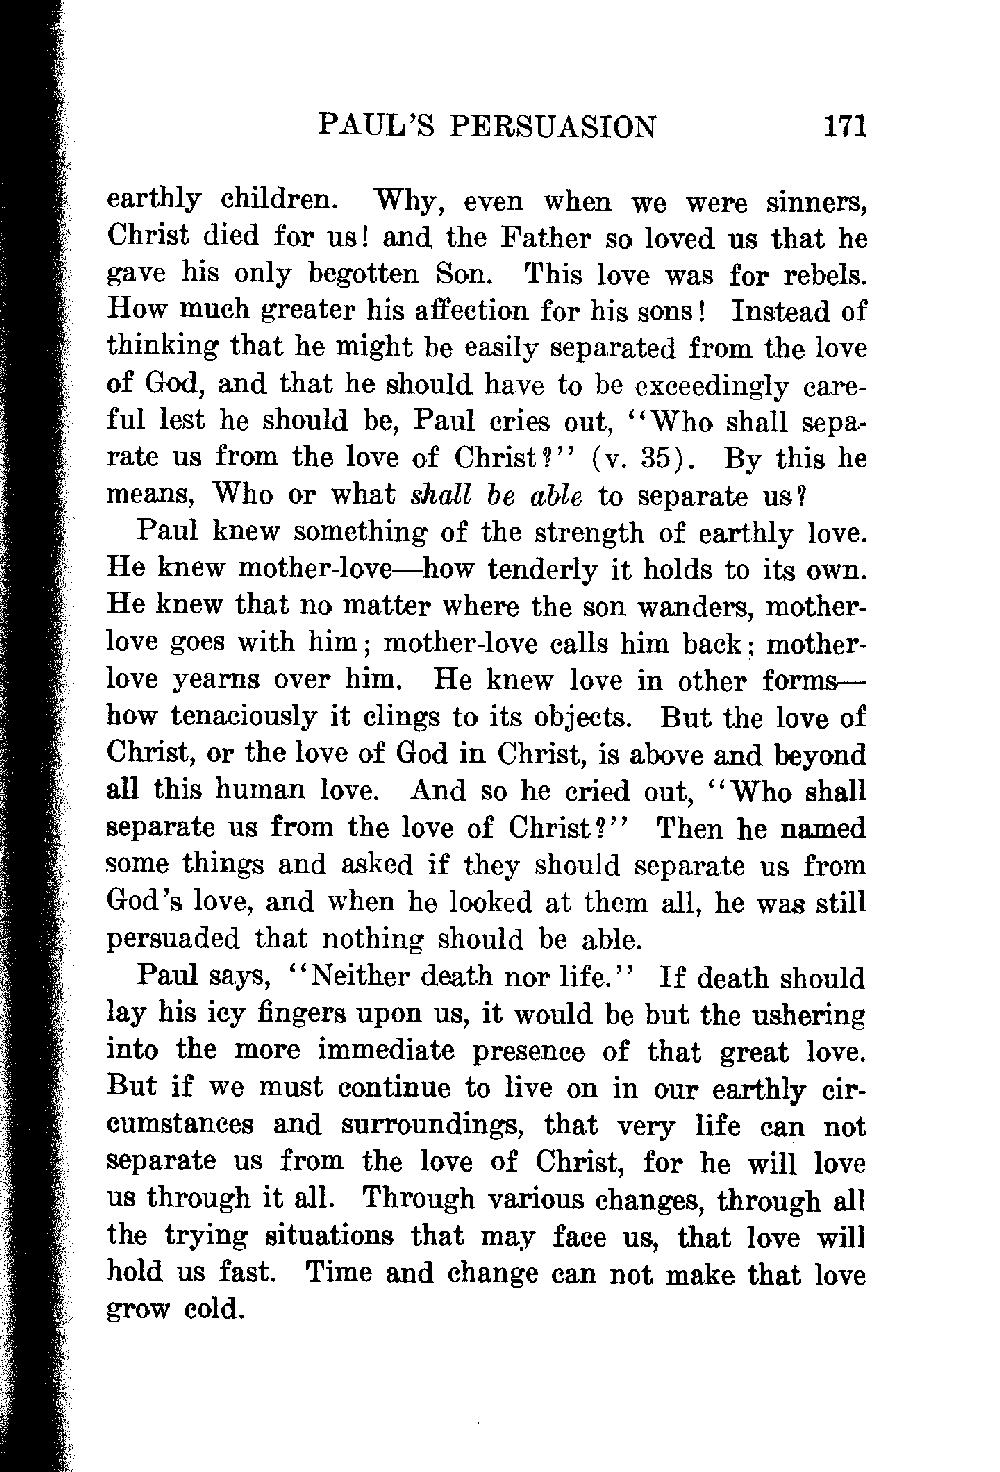 PAUL'S PERSUASION 171
earthly children. Why, even when we were sinners,
Christ died for us! and the Father so loved us that he
gave his only begotten Son. This love was for rebels.
How much greater his affection for his sons! Instead of
thinking that he might be easily separated from the love
of God, and that he should have to be exceedingly care-
ful lest he should be, Paul cries out, ‘‘Who shall sepa-
rate us from the love of Christ?’’ (v. 35). By this he
means, Who or what shall be able to separate us?
Paul knew something of the strength of earthly love.
He knew mother-love—how tenderly it holds to its own.
He knew that no matter where the son wanders, mother-
love goes with him; mother-love calls him back; mother-
love yearns over him. He knew love in other forms—
how tenaciously it clings to its objects. But the love of
Christ, or the love of God in Christ, is above and beyond
all this human love. And so he cried out, ‘‘Who shall
separate us from the love of Christ?’’ Then he named
some things and asked if they should separate us from
God's love, and when he looked at them all, he was still
persuaded that nothing should be able.
Paul says, ‘‘Neither death nor life.’’ If death should
lay his icy fingers upon us, it would be but the ushering
into the more immediate presence of that great love.
But if we must continue to live on in our earthly cir-
cumstances and surroundings, that very life can not
separate us from the love of Christ, for he will love
us through it all. Through various changes, through all
the trying situations that may face us, that love will
hold us fast. Time and change can not make that love
grow cold.